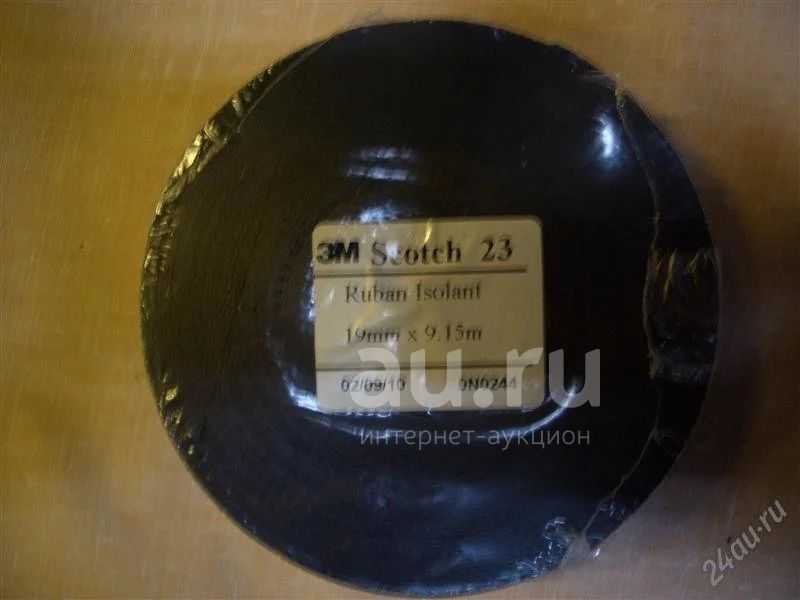 3M Scotch 23
Ruban Isolant
19mm x 9.15m
02/09/10 0N0244
au.ru
интернет-аукцион
24au.ru